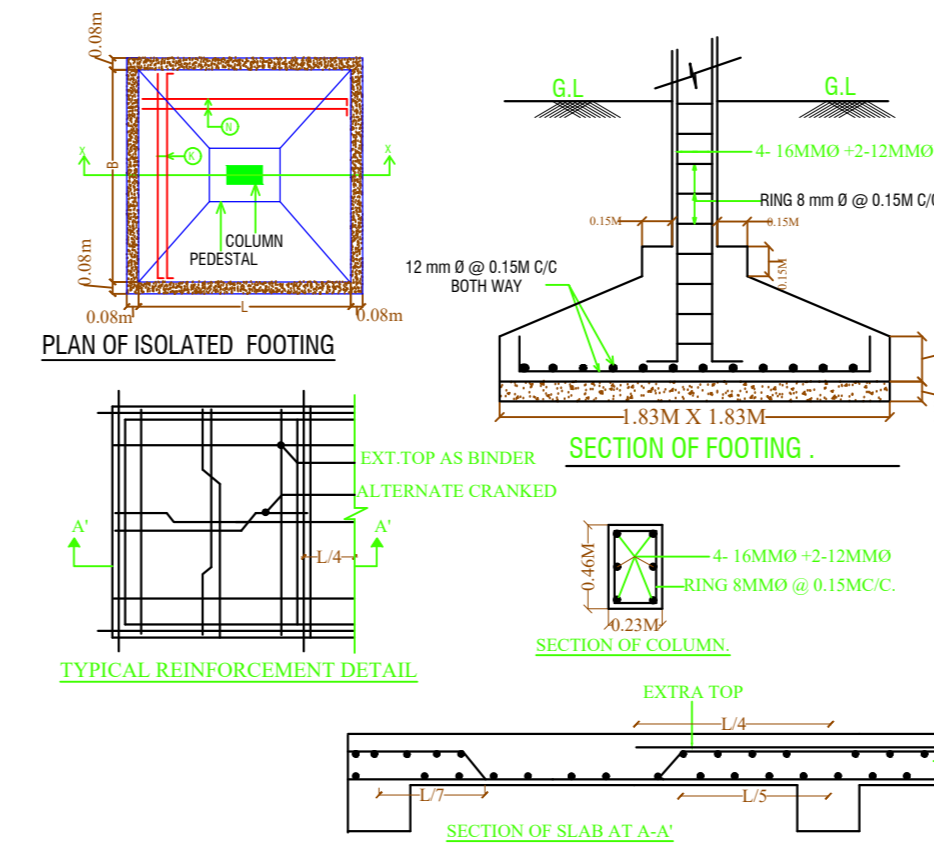 0.08m
X
X
N
K
B
COLUMN
PEDESTAL
0.08m
L
0.08m
0.08m
PLAN OF ISOLATED FOOTING
G.L
G.L
4- 16MMØ +2-12MMØ
RING 8 mm Ø @ 0.15M C/C
0.15M
0.15M
0.15M
12 mm Ø @ 0.15M C/C
BOTH WAY
1.83M X 1.83M
SECTION OF FOOTING .
EXT.TOP AS BINDER
ALTERNATE CRANKED
A'
A'
L/4
TYPICAL REINFORCEMENT DETAIL
0.46M
4- 16MMØ +2-12MMØ
RING 8MMØ @ 0.15MC/C.
0.23M
SECTION OF COLUMN.
EXTRA TOP
L/4
L/7
L/5
SECTION OF SLAB AT A-A'